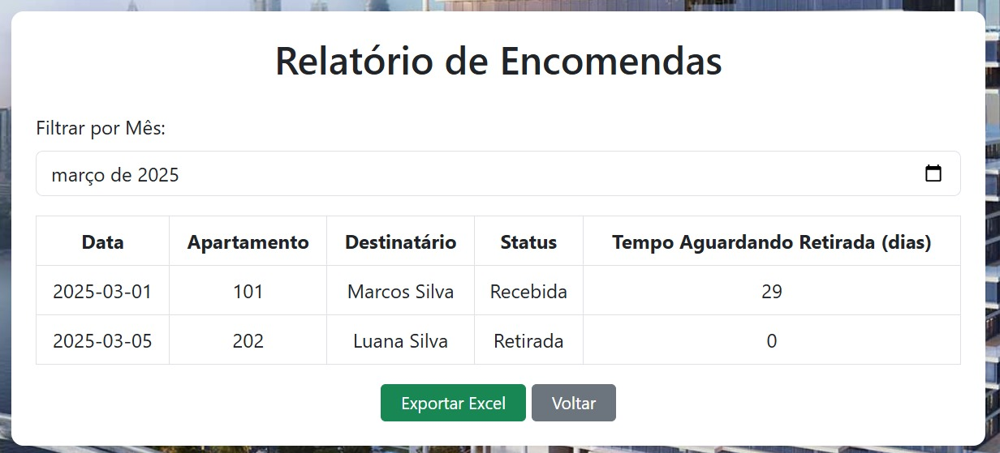 Relatório de Encomendas
Filtrar por Mês:
março de 2025
Data Apartamento Destinatário Status Tempo Aguardando Retirada (dias)
2025-03-01 101 Marcos Silva Recebida 29
2025-03-05 202 Luana Silva Retirada 0
Exportar Excel Voltar